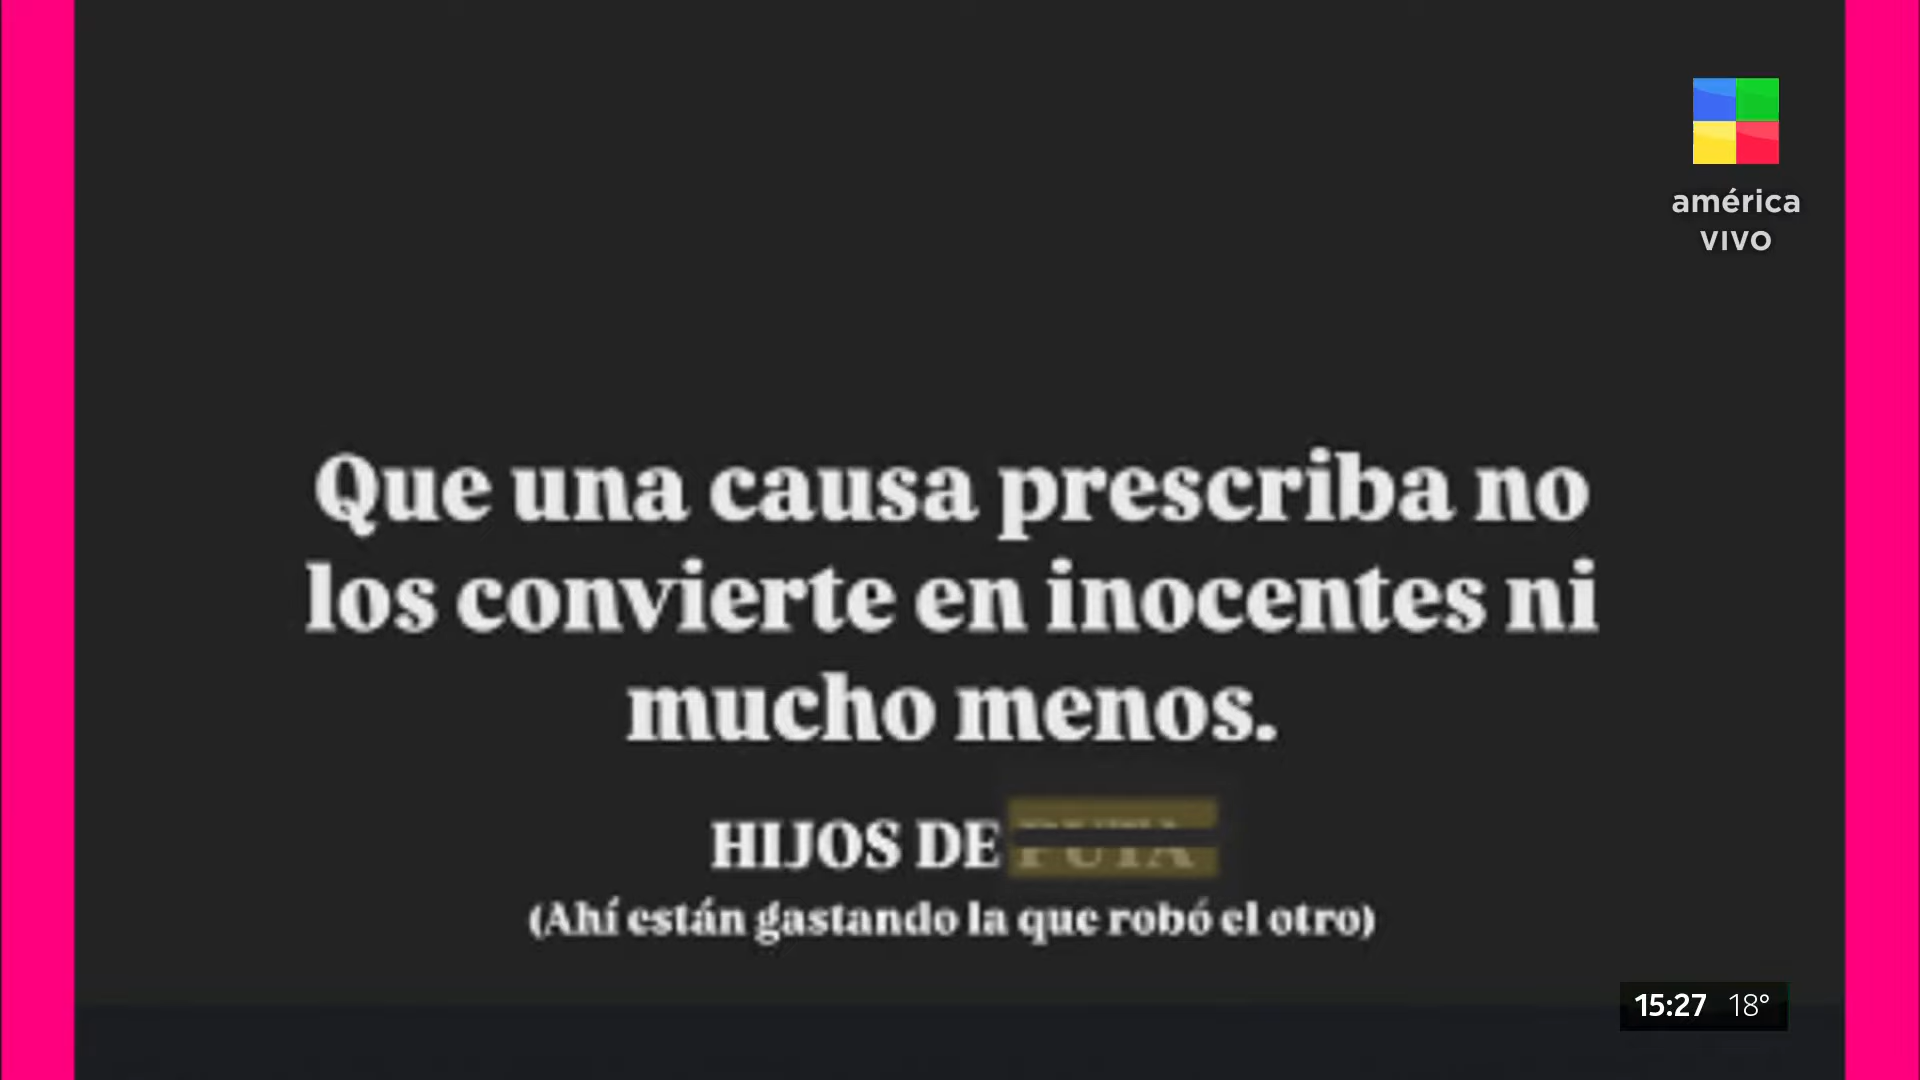 américa
VIVO
Que una causa prescriba no
los convierte en inocentes ni
mucho menos.
HIJOS DE PUTA
(Ahí están gastando la que robó el otro)
15:27 18°